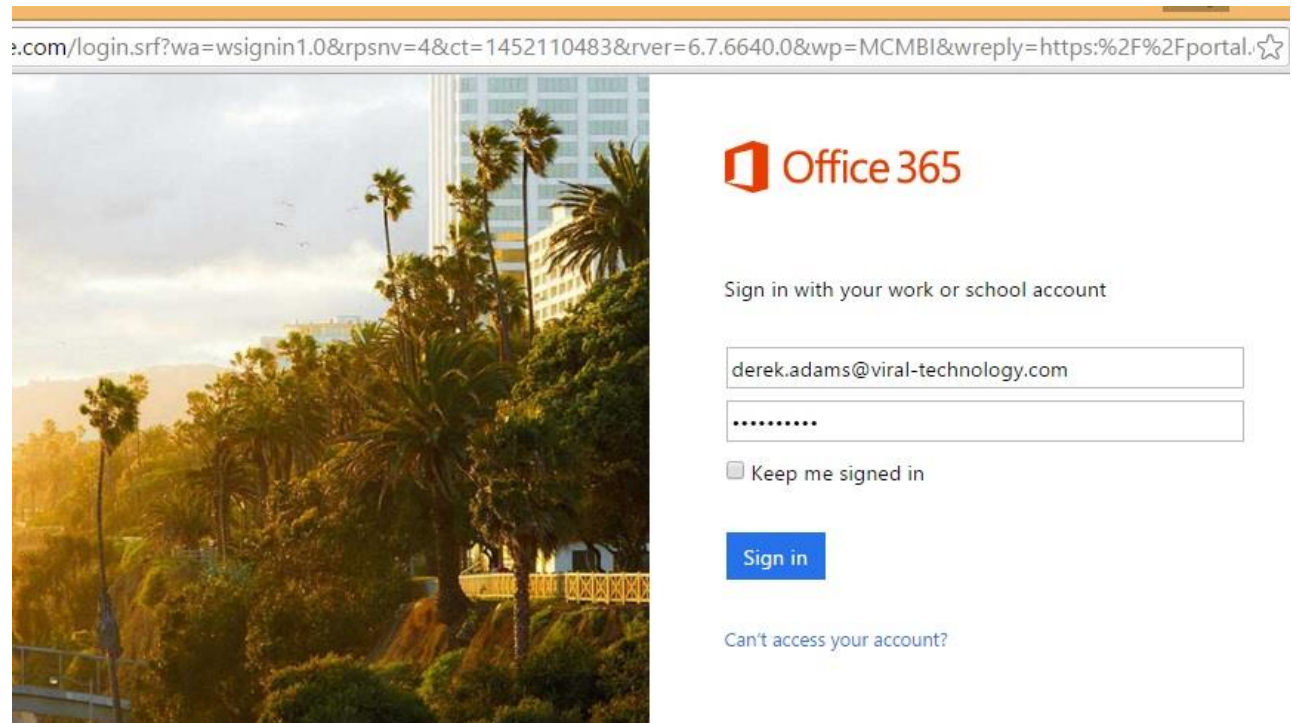 e.com/login.srf?wa=wsignin1.0&rpsnv=4&ct=1452110483&rver=6.7.6640.0&wp=MCMBI&wreply=https:%2F%2Fportal.
Office 365
Sign in with your work or school account
derek.adams@viral-technology.com
••••••••••
Keep me signed in
Sign in
Can't access your account?